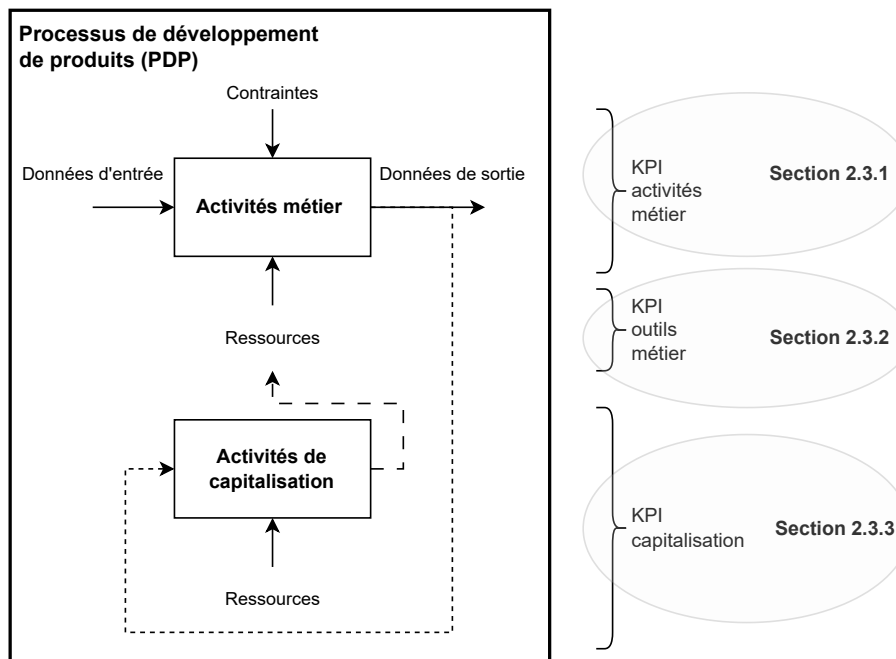 Processus de développement
de produits (PDP)
Contraintes
Données d'entrée
Données de sortie
Activités métier
Ressources
Activités de
capitalisation
Ressources
KPI
activités
métier
Section 2.3.1
KPI
outils
métier
Section 2.3.2
KPI
capitalisation
Section 2.3.3